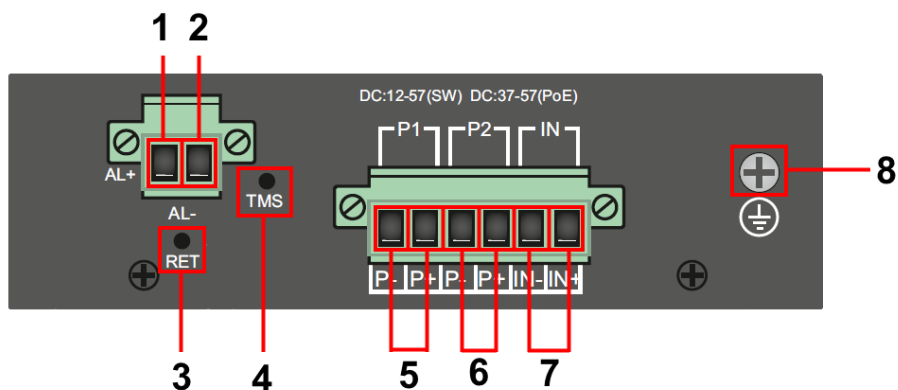 1 2
DC:12-57(SW) DC:37-57(PoE)
P1 P2 IN
AL+
8
TMS
AL-
RET
P- P+ P- P+ IN- IN+
3 4 5 6 7